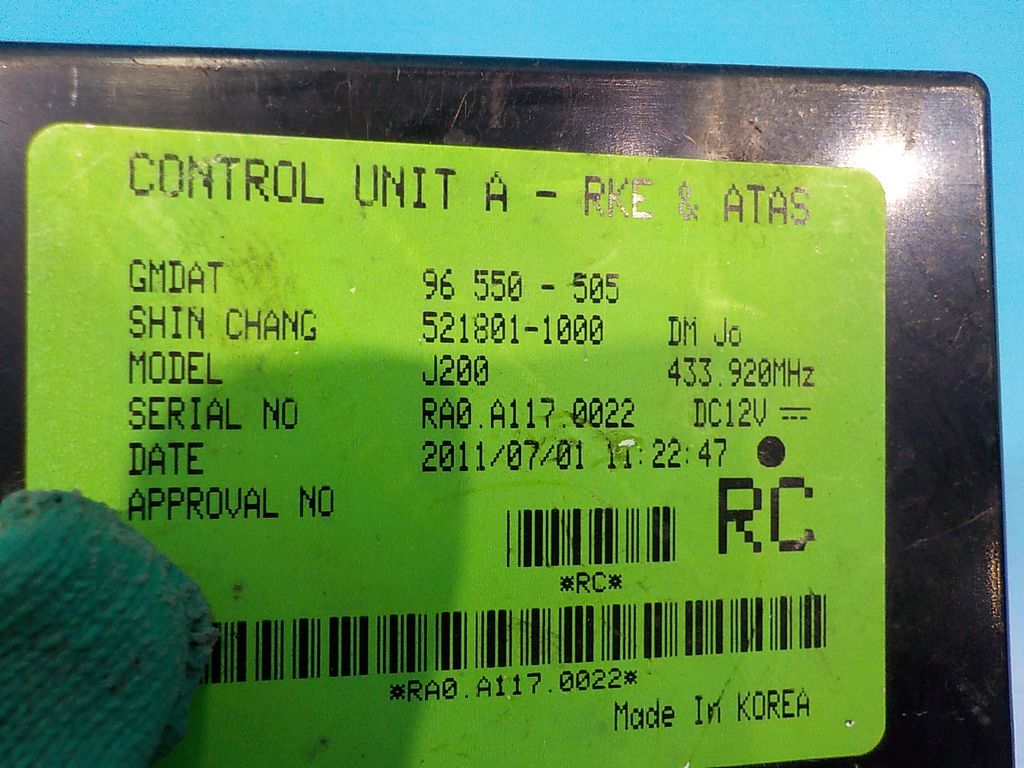 CONTROL UNIT A - RKE & ATAS
GMDAT 96 550 - 505
SHIN CHANG 521801-1000 DM Jo
MODEL J200 433.920MHz
SERIAL NO RA0.A117.0022 DC12V ⎓
DATE 2011/07/01 11:22:47
APPROVAL NO
RC
*RC*
*RA0.A117.0022*
Made In KOREA